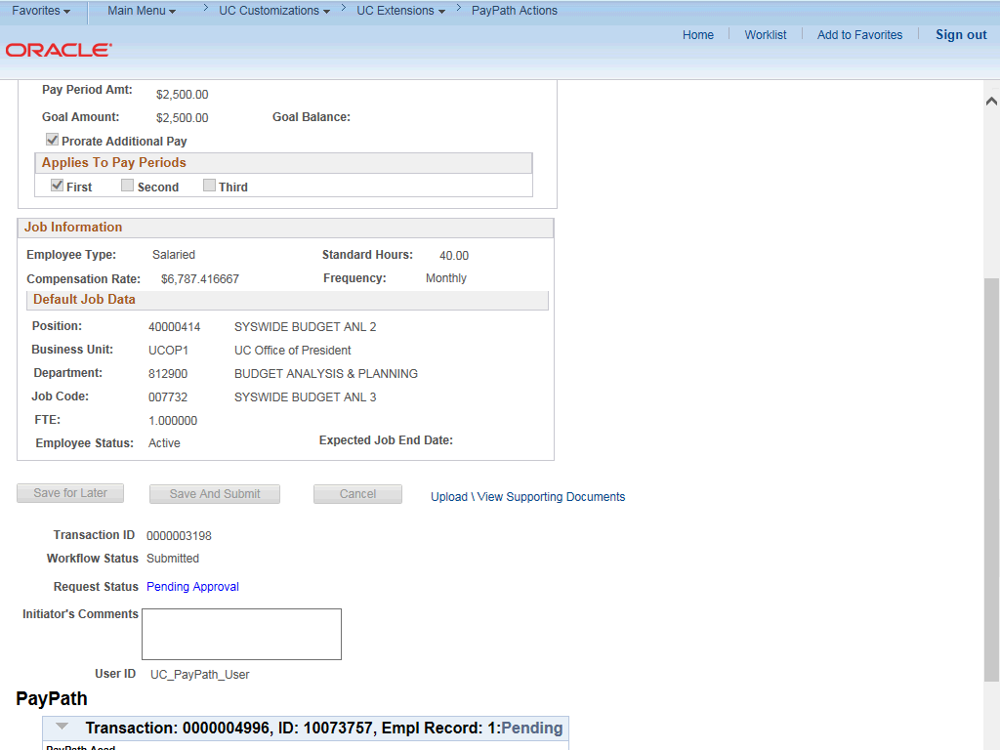 Favorites Main Menu > UC Customizations > UC Extensions > PayPath Actions
Home Worklist Add to Favorites Sign out
ORACLE
Pay Period Amt: $2,500.00
Goal Amount: $2,500.00 Goal Balance:
Prorate Additional Pay
Applies To Pay Periods
First Second Third
Job Information
Employee Type: Salaried Standard Hours: 40.00
Compensation Rate: $6,787.416667 Frequency: Monthly
Default Job Data
Position: 40000414 SYSWIDE BUDGET ANL 2
Business Unit: UCOP1 UC Office of President
Department: 812900 BUDGET ANALYSIS & PLANNING
Job Code: 007732 SYSWIDE BUDGET ANL 3
FTE: 1.000000
Employee Status: Active Expected Job End Date:
Save for Later Save And Submit Cancel Upload \ View Supporting Documents
Transaction ID 0000003198
Workflow Status Submitted
Request Status Pending Approval
Initiator's Comments
User ID UC_PayPath_User
PayPath
Transaction: 0000004996, ID: 10073757, Empl Record: 1:Pending
PayPath Aced